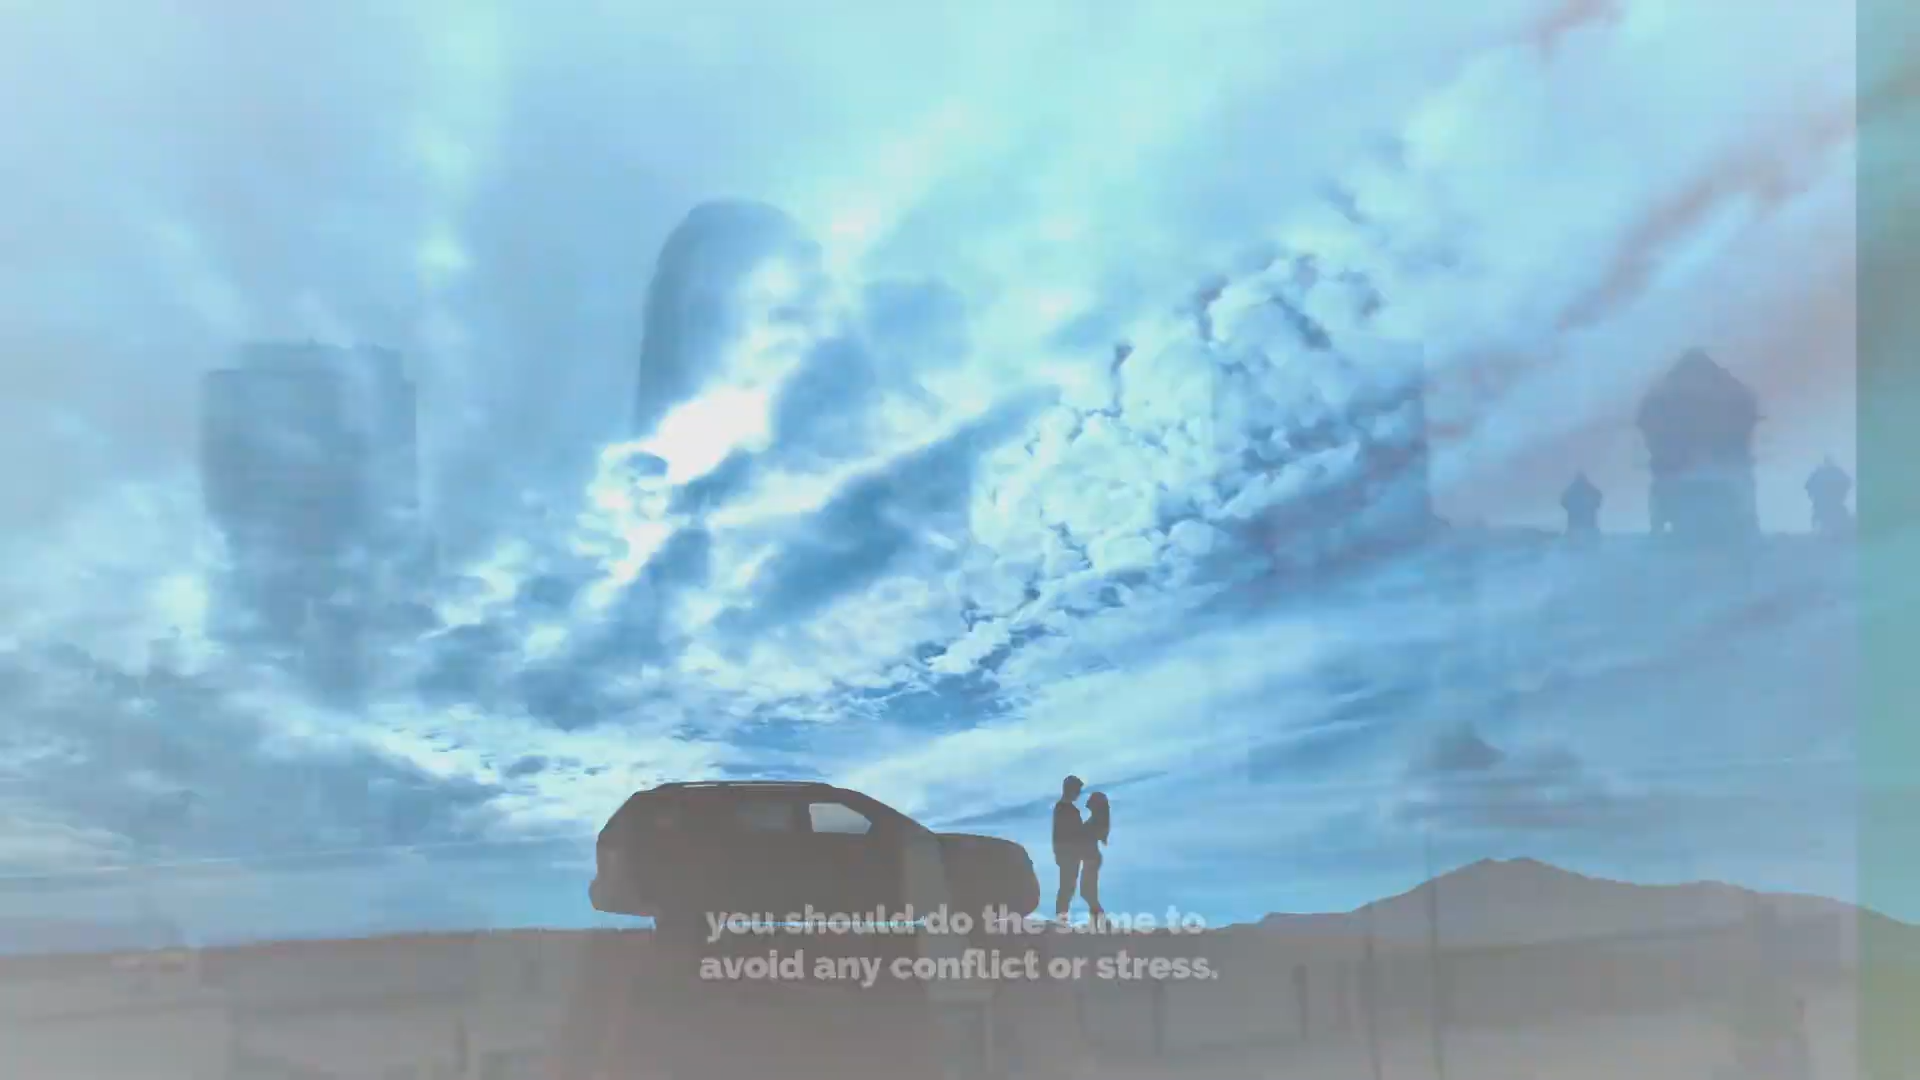 you should do the same to
avoid any conflict or stress.